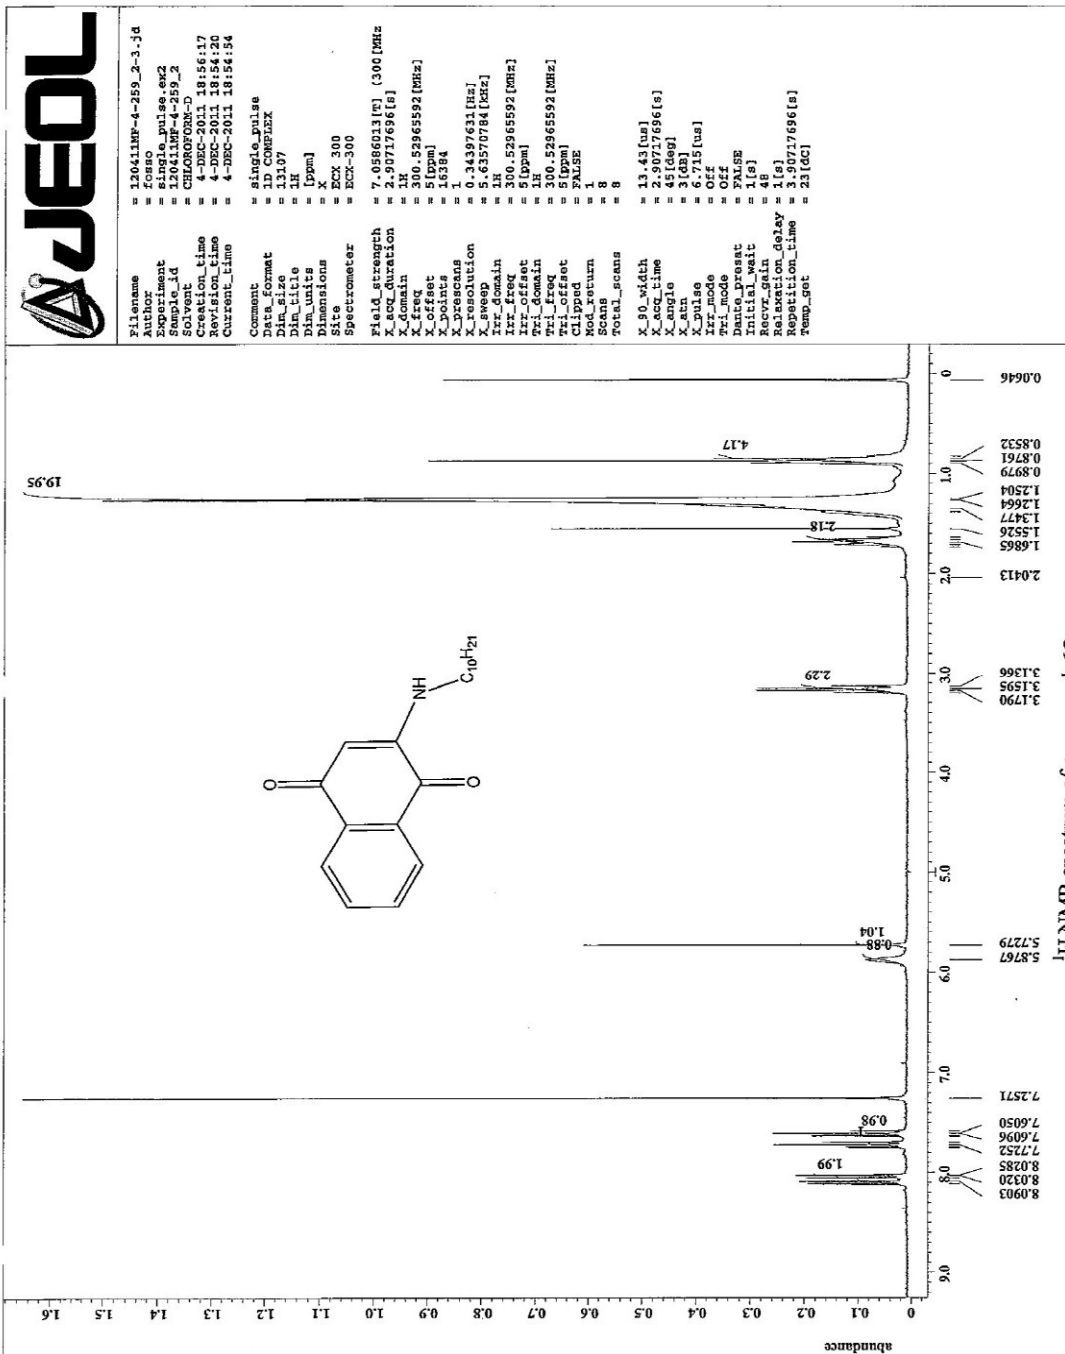 JEOL
Filename = 120411MF-4-259_2-3.jd
Author = fosso
Experiment = single_pulse.ex2
Sample_id = 120411MF-4-259_2
Solvent = CHLOROFORM-D
Creation_time = 4-DEC-2011 18:56:17
Revision_time = 4-DEC-2011 18:54:20
Current_time = 4-DEC-2011 18:54:54
Comment = single_pulse
Data_format = 1D COMPLEX
Dim_size = 13107
Dim_title = 1H
Dim_units = [ppm]
Dimensions = X
Site = ECX 300
Spectrometer = ECX-300
Field_strength = 7.0586013[T] (300[MHz
X_acq_duration = 2.90717696[s]
X_domain = 1H
X_freq = 300.52965592[MHz]
X_offset = 5[ppm]
X_points = 16384
X_prescans = 1
X_resolution = 0.34397631[Hz]
X_sweep = 5.63570784[kHz]
Irr_domain = 1H
Irr_freq = 300.52965592[MHz]
Irr_offset = 5[ppm]
Tri_domain = 1H
Tri_freq = 300.52965592[MHz]
Tri_offset = 5[ppm]
Clipped = FALSE
Mod_return = 1
Scans = 8
Total_scans = 8
X_90_width = 13.43[us]
X_acq_time = 2.90717696[s]
X_angle = 45[deg]
X_atn = 3[dB]
X_pulse = 6.715[us]
Irr_mode = Off
Tri_mode = Off
Dante_presat = FALSE
Initial_wait = 1[s]
Recvr_gain = 48
Relaxation_delay = 1[s]
Repetition_time = 3.90717696[s]
Temp_get = 23[dC]
abundance
0 0.1 0.2 0.3 0.4 0.5 0.6 0.7 0.8 0.9 1.0 1.1 1.2 1.3 1.4 1.5 1.6
1.99
0.98
0.88
1.04
2.29
2.18
19.95
4.17
O
O
NH
C10H21
9.0 8.0 7.0 6.0 5.0 4.0 3.0 2.0 1.0 0
8.0903
8.0320
8.0285
7.7252
7.6096
7.6050
7.2571
5.8767
5.7279
3.1790
3.1595
3.1366
2.0413
1.6865
1.5526
1.3477
1.2664
1.2504
0.8979
0.8761
0.8532
0.0646